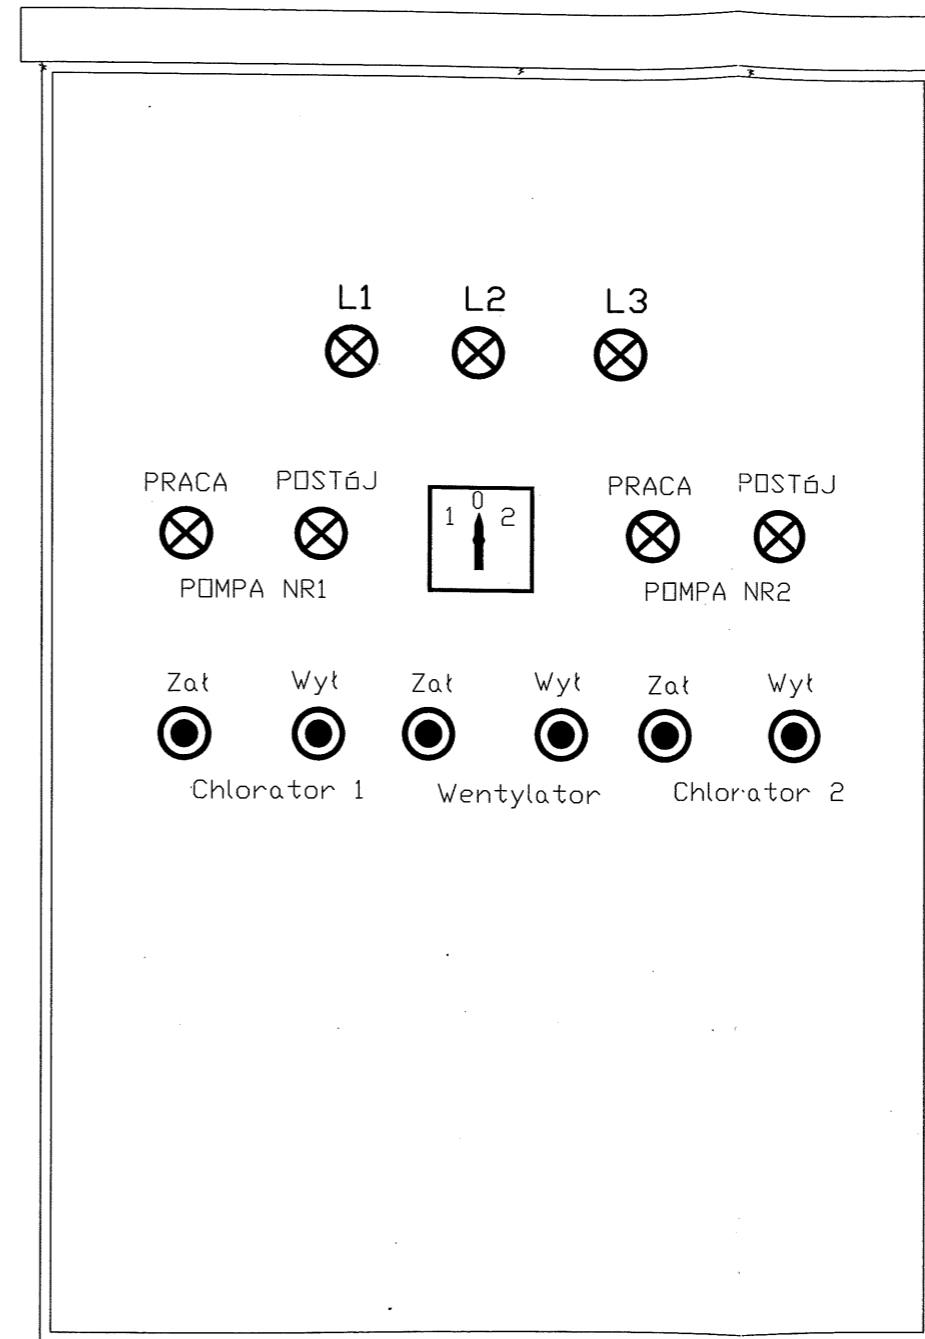 L1 L2 L3
PRACA POSTóJ PRACA POSTóJ
1 0 2
POMPA NR1 POMPA NR2
Zał Wył Zał Wył Zał Wył
Chlorator 1 Wentylator Chlorator 2